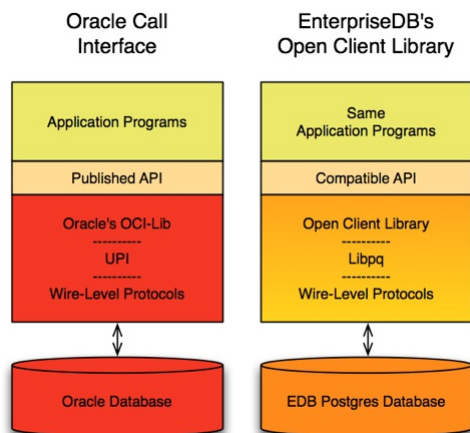 Oracle Call
Interface
Application Programs
Published API
Oracle's OCI-Lib
----------
UPI
----------
Wire-Level Protocols
Oracle Database
EnterpriseDB's
Open Client Library
Same
Application Programs
Compatible API
Open Client Library
----------
Libpq
----------
Wire-Level Protocols
EDB Postgres Database